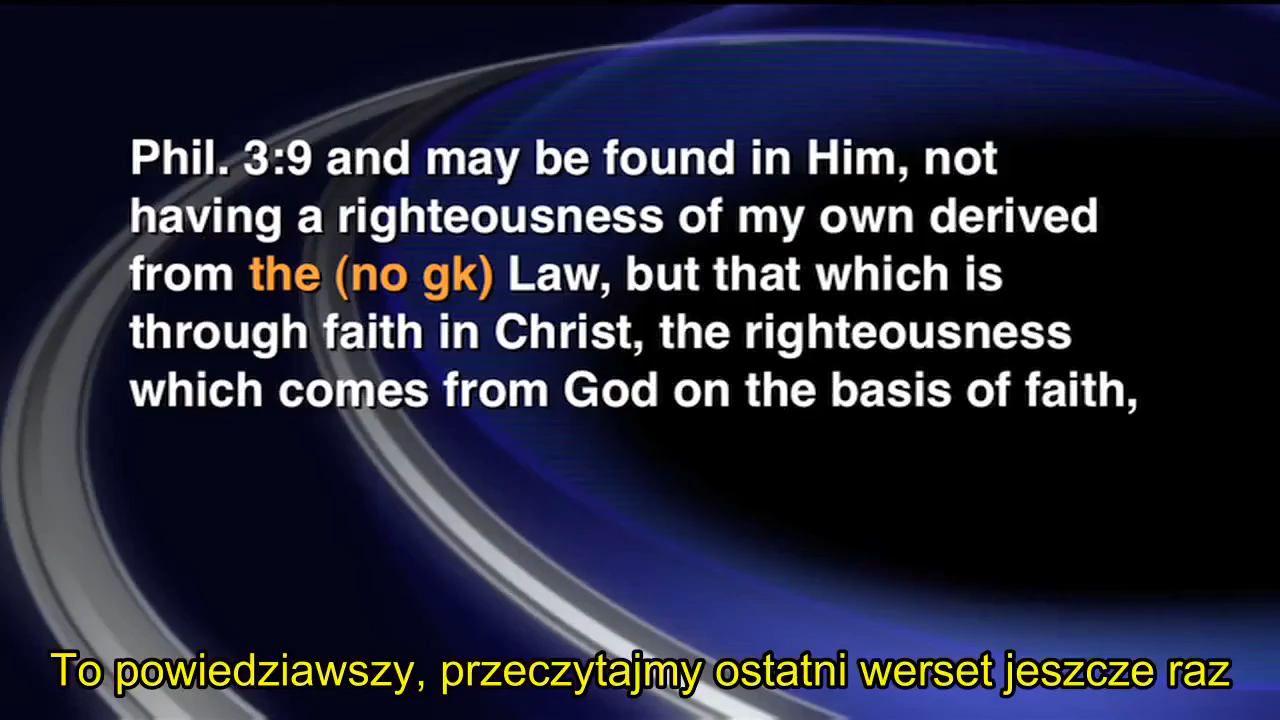 Phil. 3:9 and may be found in Him, not
having a righteousness of my own derived
from the (no gk) Law, but that which is
through faith in Christ, the righteousness
which comes from God on the basis of faith,
To powiedziawszy, przeczytajmy ostatni werset jeszcze raz